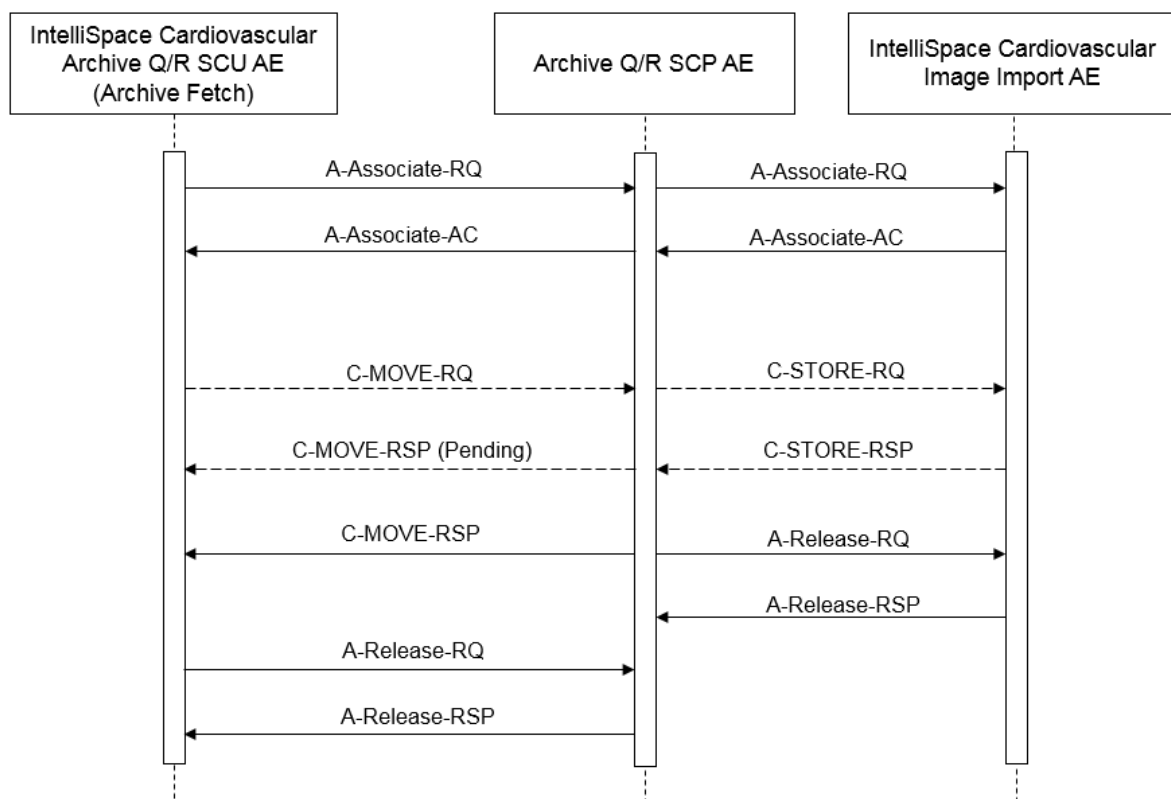 IntelliSpace Cardiovascular
Archive Q/R SCU AE
(Archive Fetch)
Archive Q/R SCP AE
IntelliSpace Cardiovascular
Image Import AE
A-Associate-RQ
A-Associate-RQ
A-Associate-AC
A-Associate-AC
C-MOVE-RQ
C-STORE-RQ
C-MOVE-RSP (Pending)
C-STORE-RSP
C-MOVE-RSP
A-Release-RQ
A-Release-RSP
A-Release-RQ
A-Release-RSP